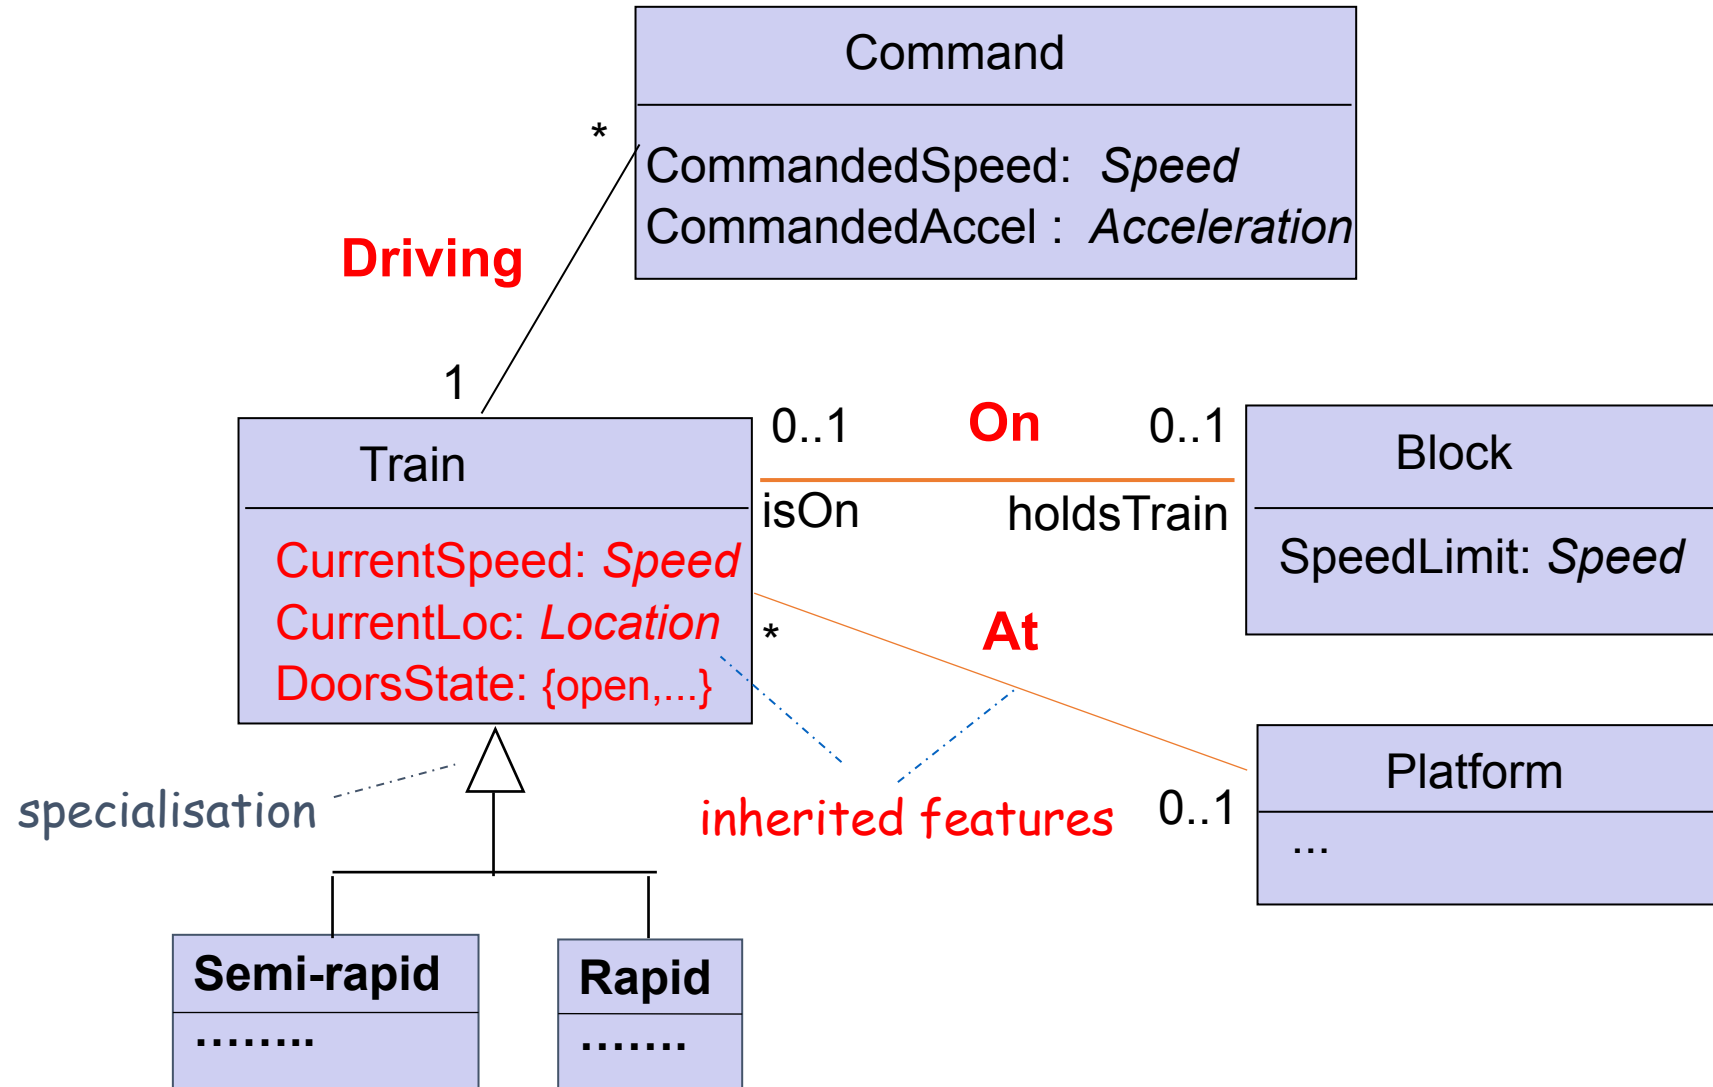 Command
*
CommandedSpeed: Speed
CommandedAccel : Acceleration
Driving
1
0..1 On 0..1
Train
Block
isOn holdsTrain
CurrentSpeed: Speed
SpeedLimit: Speed
CurrentLoc: Location
* At
DoorsState: {open,...}
Platform
specialisation
inherited features
0..1
...
Semi-rapid
Rapid
........
.......